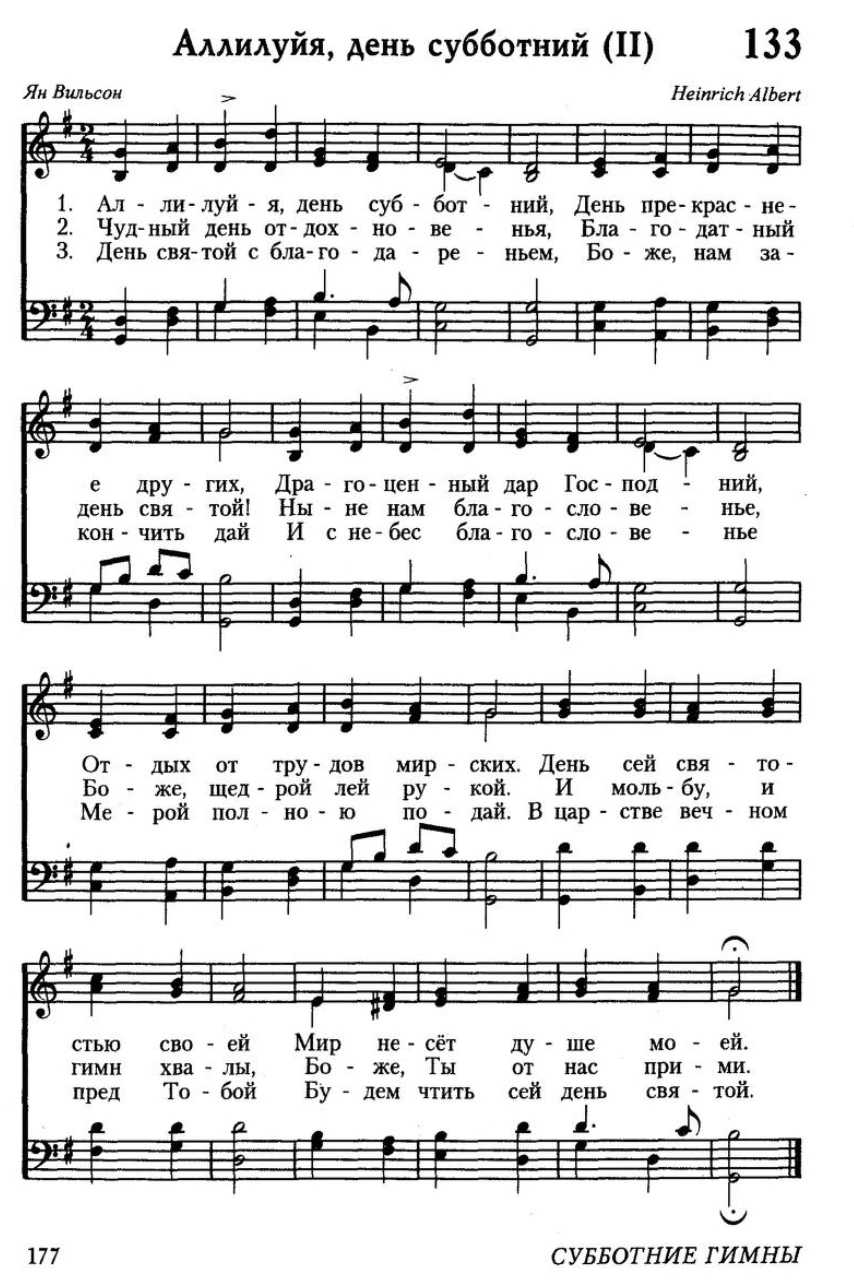 Аллилуйя, день субботний (II) 133
Ян Вильсон Heinrich Albert
1. Ал - ли - луй - я, день суб - бот - ний, День пре - крас - не -
2. Чуд - ный день от - дох - но - ве - нья, Бла - го - дат - ный
3. День свя - той с бла - го - да - ре - ньем, Бо - же, нам за -
е дру - гих, Дра - го - цен - ный дар Гос - под - ний,
день свя - той! Ны - не нам бла - го - сло - ве - нье,
кон - чить дай И с не - бес бла - го - сло - ве - нье
От - дых от тру - дов мир - ских. День сей свя - то -
Бо - же, щед - рой лей ру - кой. И моль - бу, и
Ме - рой пол - но - ю по - дай. В цар - стве веч - ном
стью сво - ей Мир не - сёт ду - ше мо - ей.
гимн хва - лы, Бо - же, Ты от нас при - ми.
пред То - бой Бу - дем чтить сей день свя - той.
177 СУББОТНИЕ ГИМНЫ